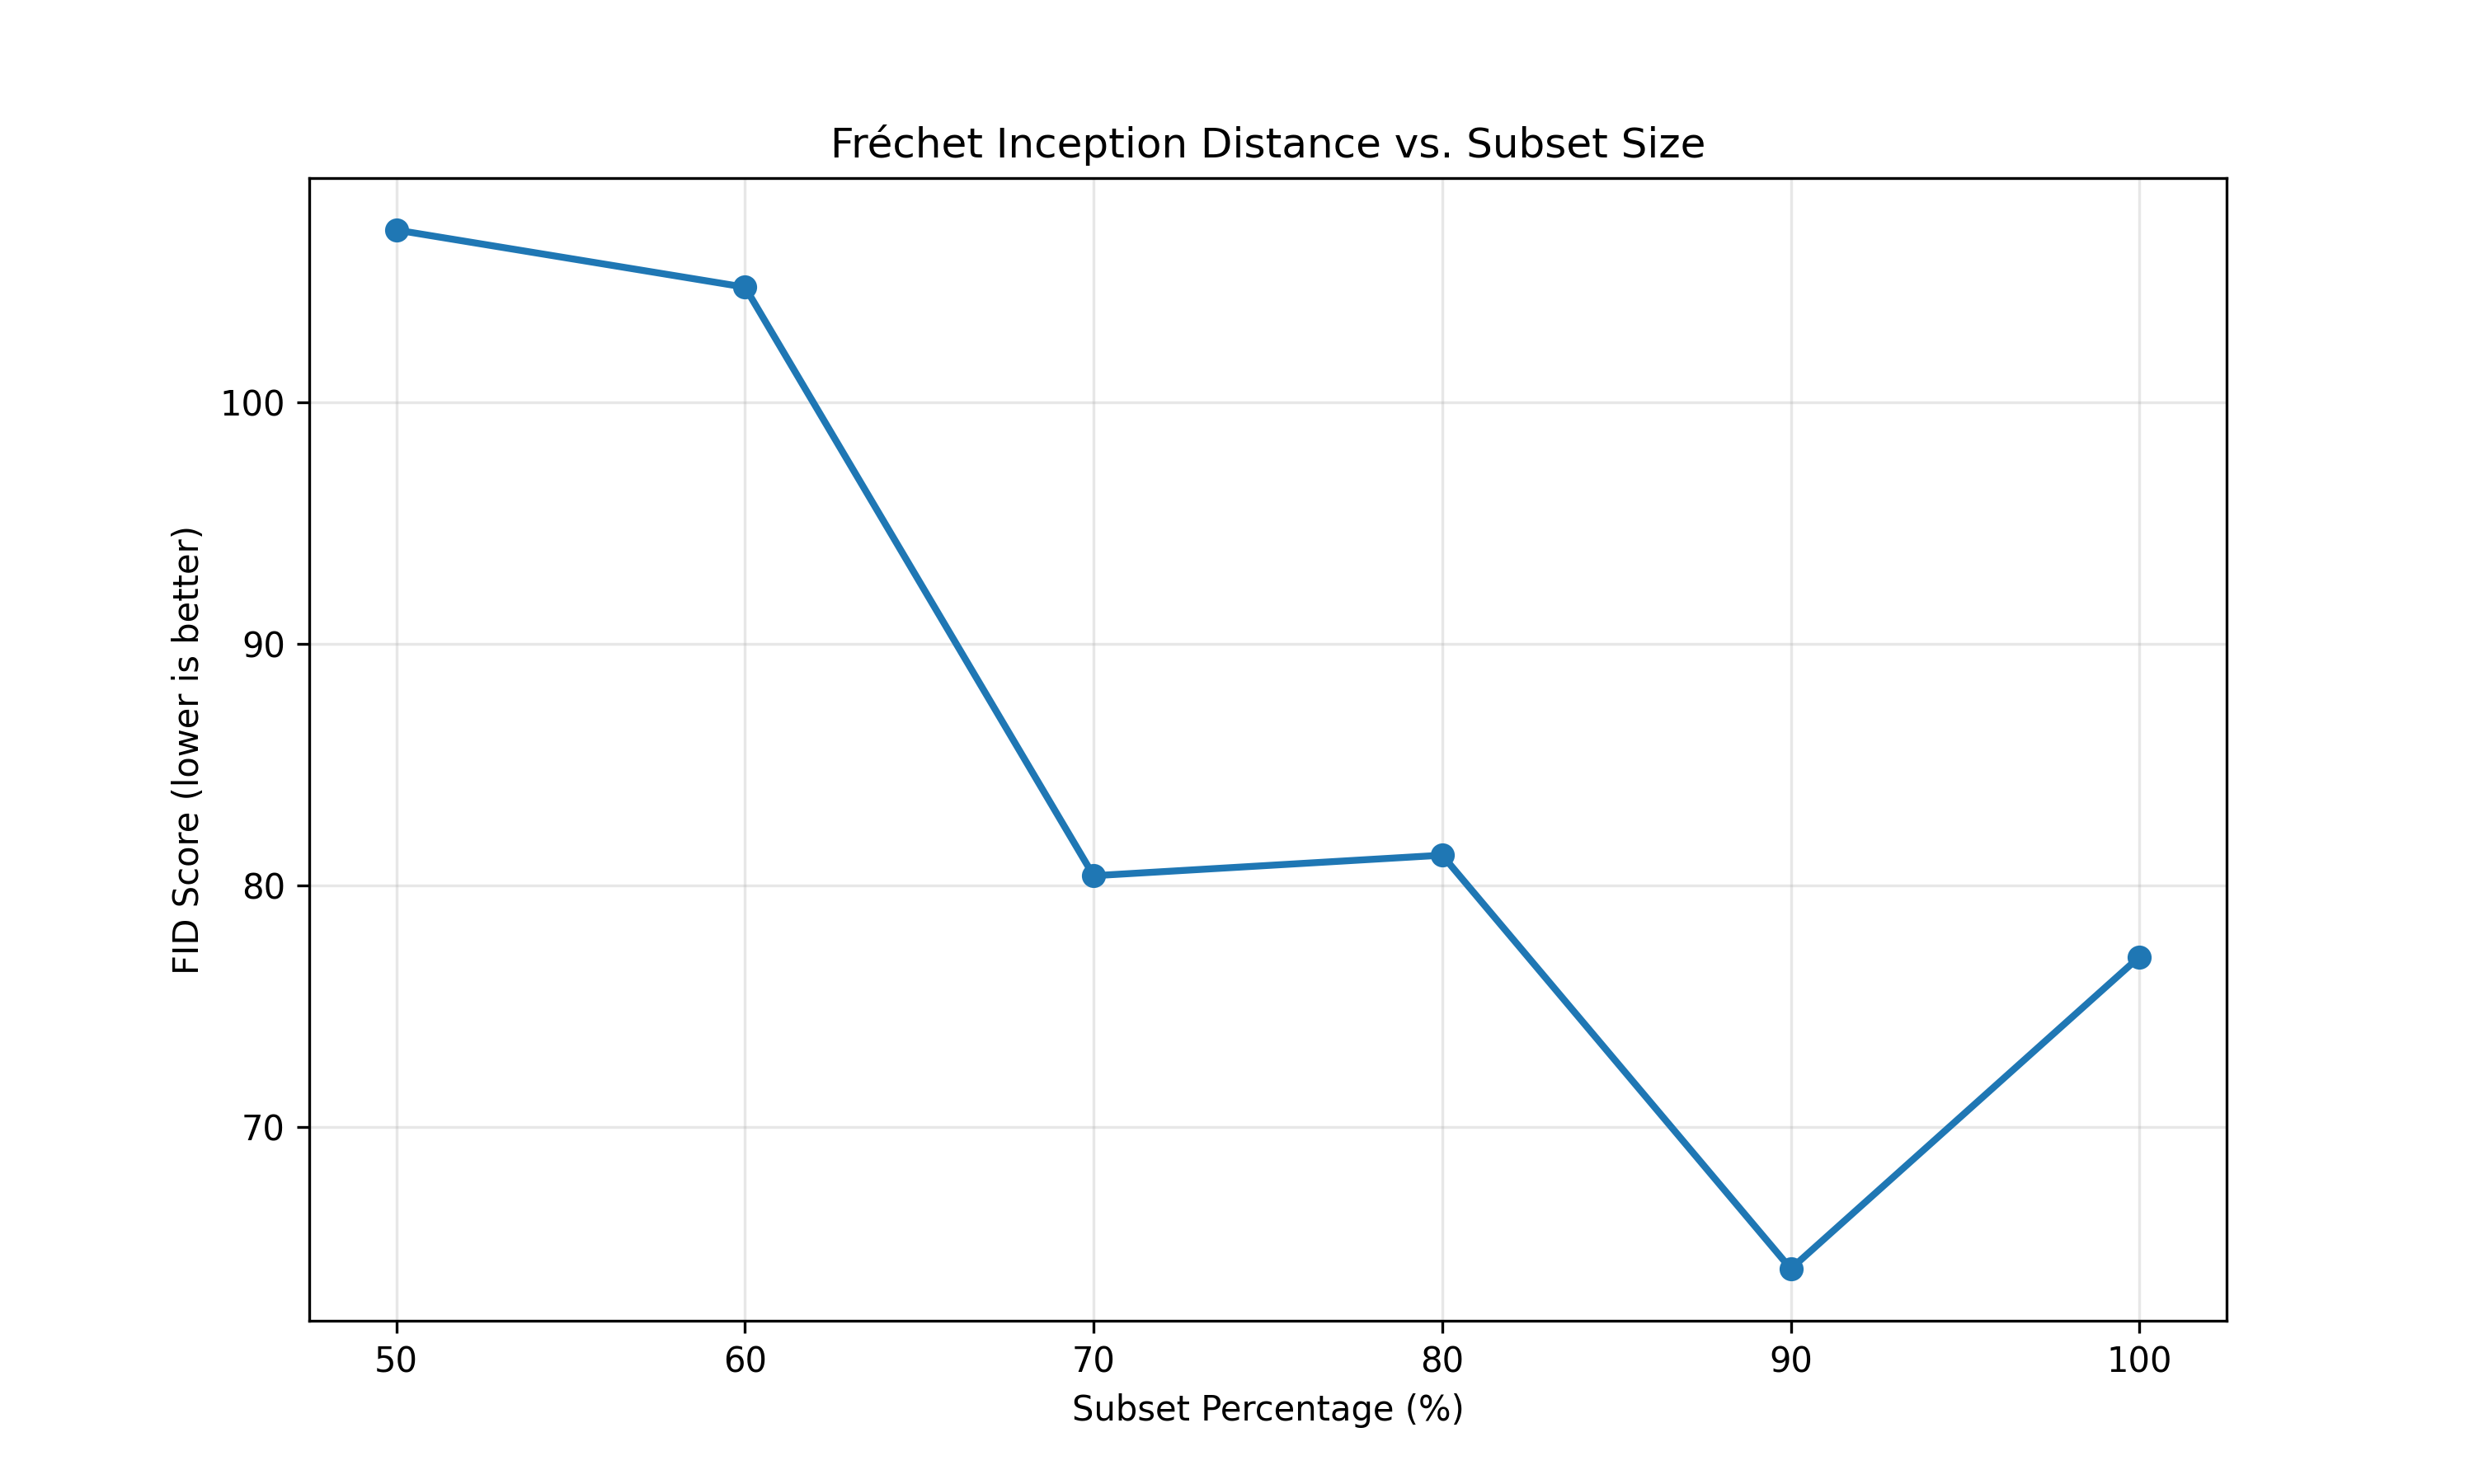 Fréchet Inception Distance vs. Subset Size
FID Score (lower is better)
100
90
80
70
50 60 70 80 90 100
Subset Percentage (%)